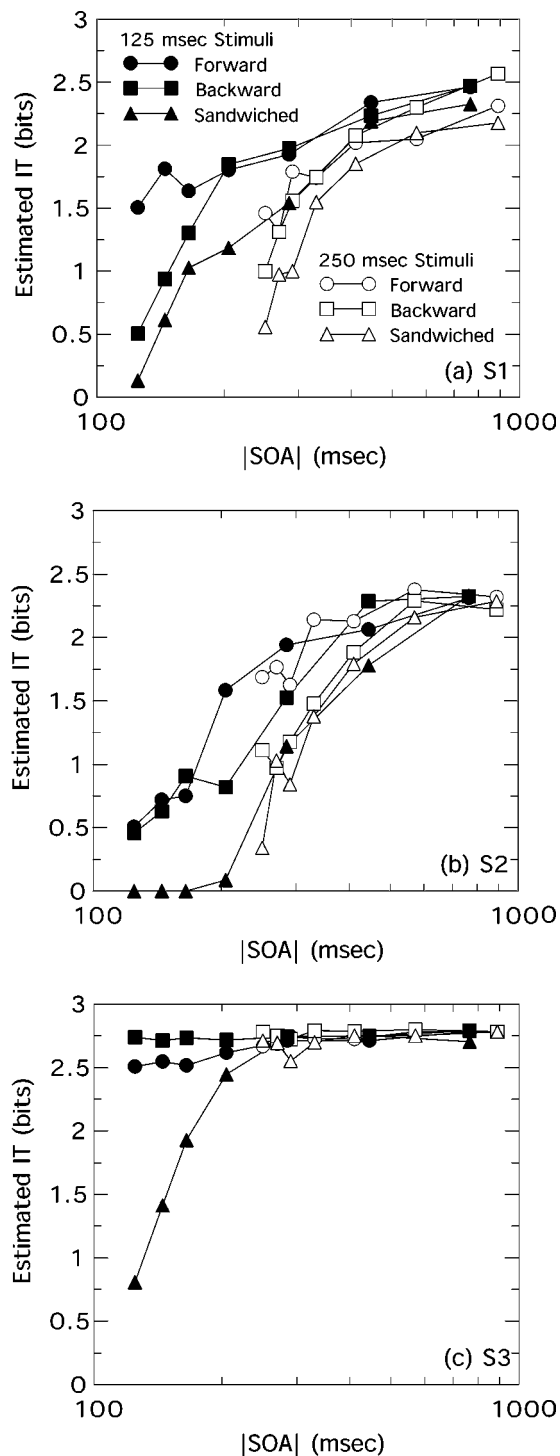 3
125 msec Stimuli
Forward
Backward
Sandwiched
2.5
2
1.5
1
0.5
0
Estimated IT (bits)
250 msec Stimuli
Forward
Backward
Sandwiched
(a) S1
100
1000
|SOA| (msec)
3
2.5
2
1.5
1
0.5
0
Estimated IT (bits)
(b) S2
100
1000
|SOA| (msec)
3
2.5
2
1.5
1
0.5
0
Estimated IT (bits)
(c) S3
100
1000
|SOA| (msec)